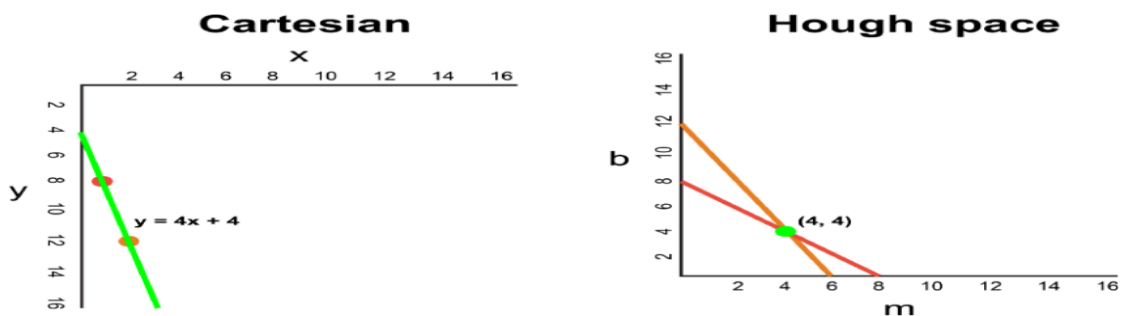 Cartesian
x
2 4 6 8 10 12 14 16
y
2 4 6 8 10 12 14 16
y = 4x + 4
Hough space
b
16 14 12 10 8 6 4 2
(4, 4)
2 4 6 8 10 12 14 16
m